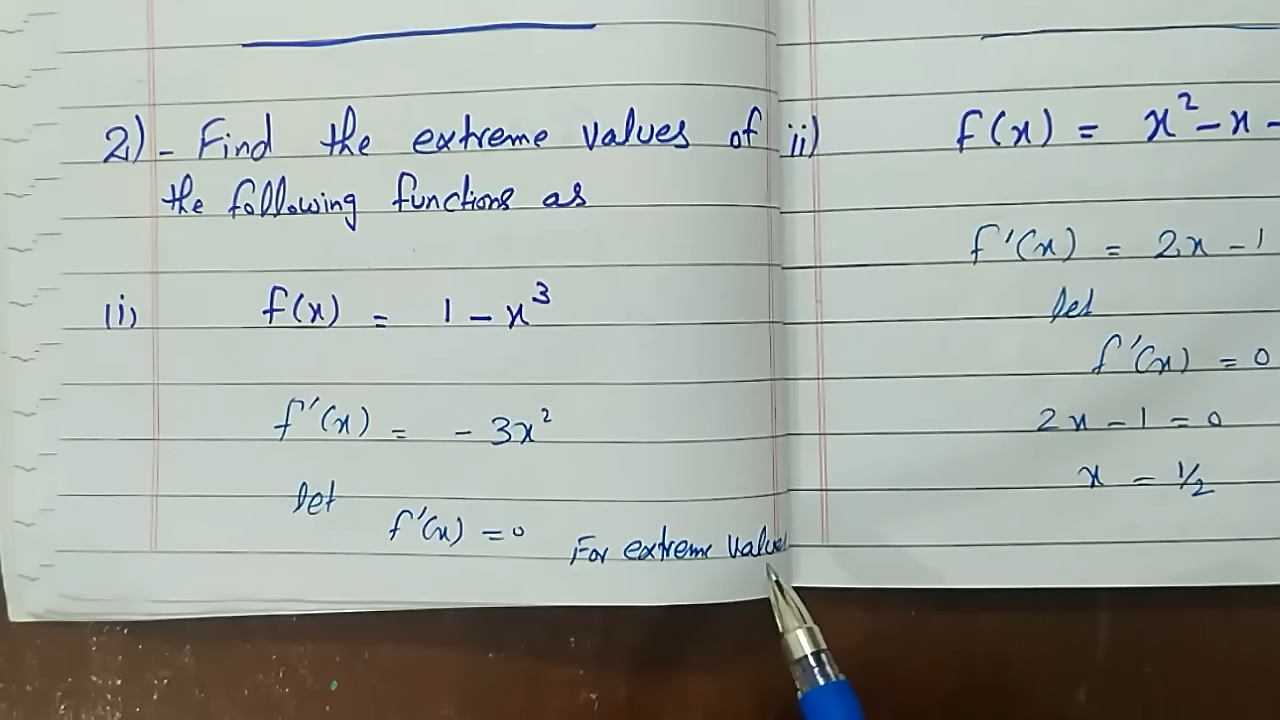 2)- Find the extreme values of
the following functions as
(i) f(x) = 1 - x³
f'(x) = - 3x²
let
f'(x) = 0 For extreme values
ii) f(x) = x² - x -
f'(x) = 2x - 1
let
f'(x) = 0
2x - 1 = 0
x = 1/2